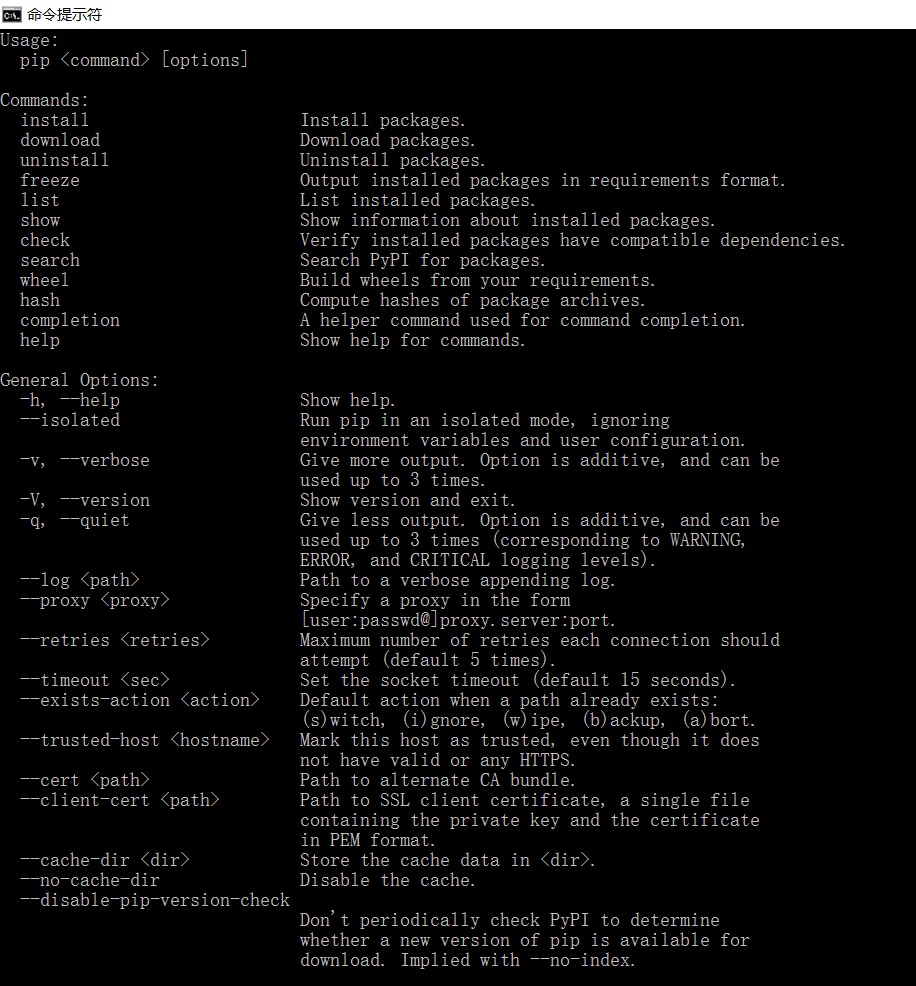 命令提示符
Usage:
pip <command> [options]
Commands:
install Install packages.
download Download packages.
uninstall Uninstall packages.
freeze Output installed packages in requirements format.
list List installed packages.
show Show information about installed packages.
check Verify installed packages have compatible dependencies.
search Search PyPI for packages.
wheel Build wheels from your requirements.
hash Compute hashes of package archives.
completion A helper command used for command completion.
help Show help for commands.
General Options:
-h, --help Show help.
--isolated Run pip in an isolated mode, ignoring
environment variables and user configuration.
-v, --verbose Give more output. Option is additive, and can be
used up to 3 times.
-V, --version Show version and exit.
-q, --quiet Give less output. Option is additive, and can be
used up to 3 times (corresponding to WARNING,
ERROR, and CRITICAL logging levels).
--log <path> Path to a verbose appending log.
--proxy <proxy> Specify a proxy in the form
[user:passwd@]proxy.server:port.
--retries <retries> Maximum number of retries each connection should
attempt (default 5 times).
--timeout <sec> Set the socket timeout (default 15 seconds).
--exists-action <action> Default action when a path already exists:
(s)witch, (i)gnore, (w)ipe, (b)ackup, (a)bort.
--trusted-host <hostname> Mark this host as trusted, even though it does
not have valid or any HTTPS.
--cert <path> Path to alternate CA bundle.
--client-cert <path> Path to SSL client certificate, a single file
containing the private key and the certificate
in PEM format.
--cache-dir <dir> Store the cache data in <dir>.
--no-cache-dir Disable the cache.
--disable-pip-version-check
Don't periodically check PyPI to determine
whether a new version of pip is available for
download. Implied with --no-index.